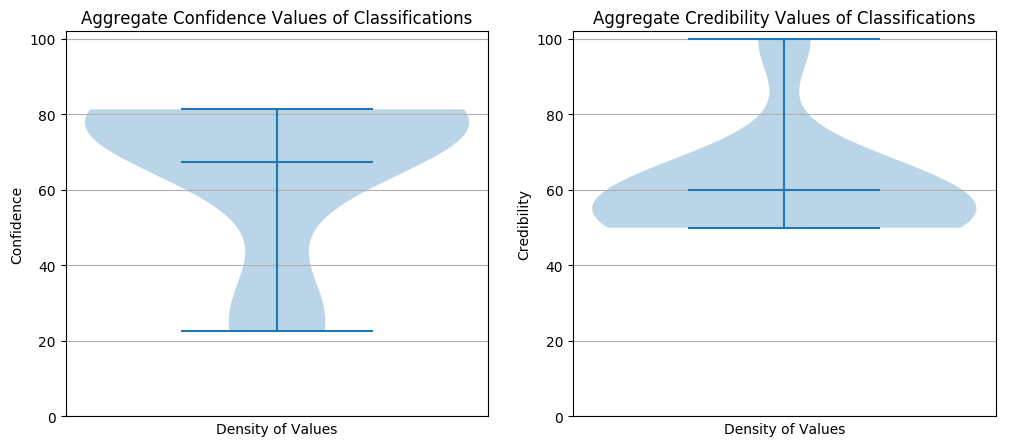 Aggregate Confidence Values of Classifications
100
80
60
40
20
0
Confidence
Density of Values
Aggregate Credibility Values of Classifications
100
80
60
40
20
0
Credibility
Density of Values